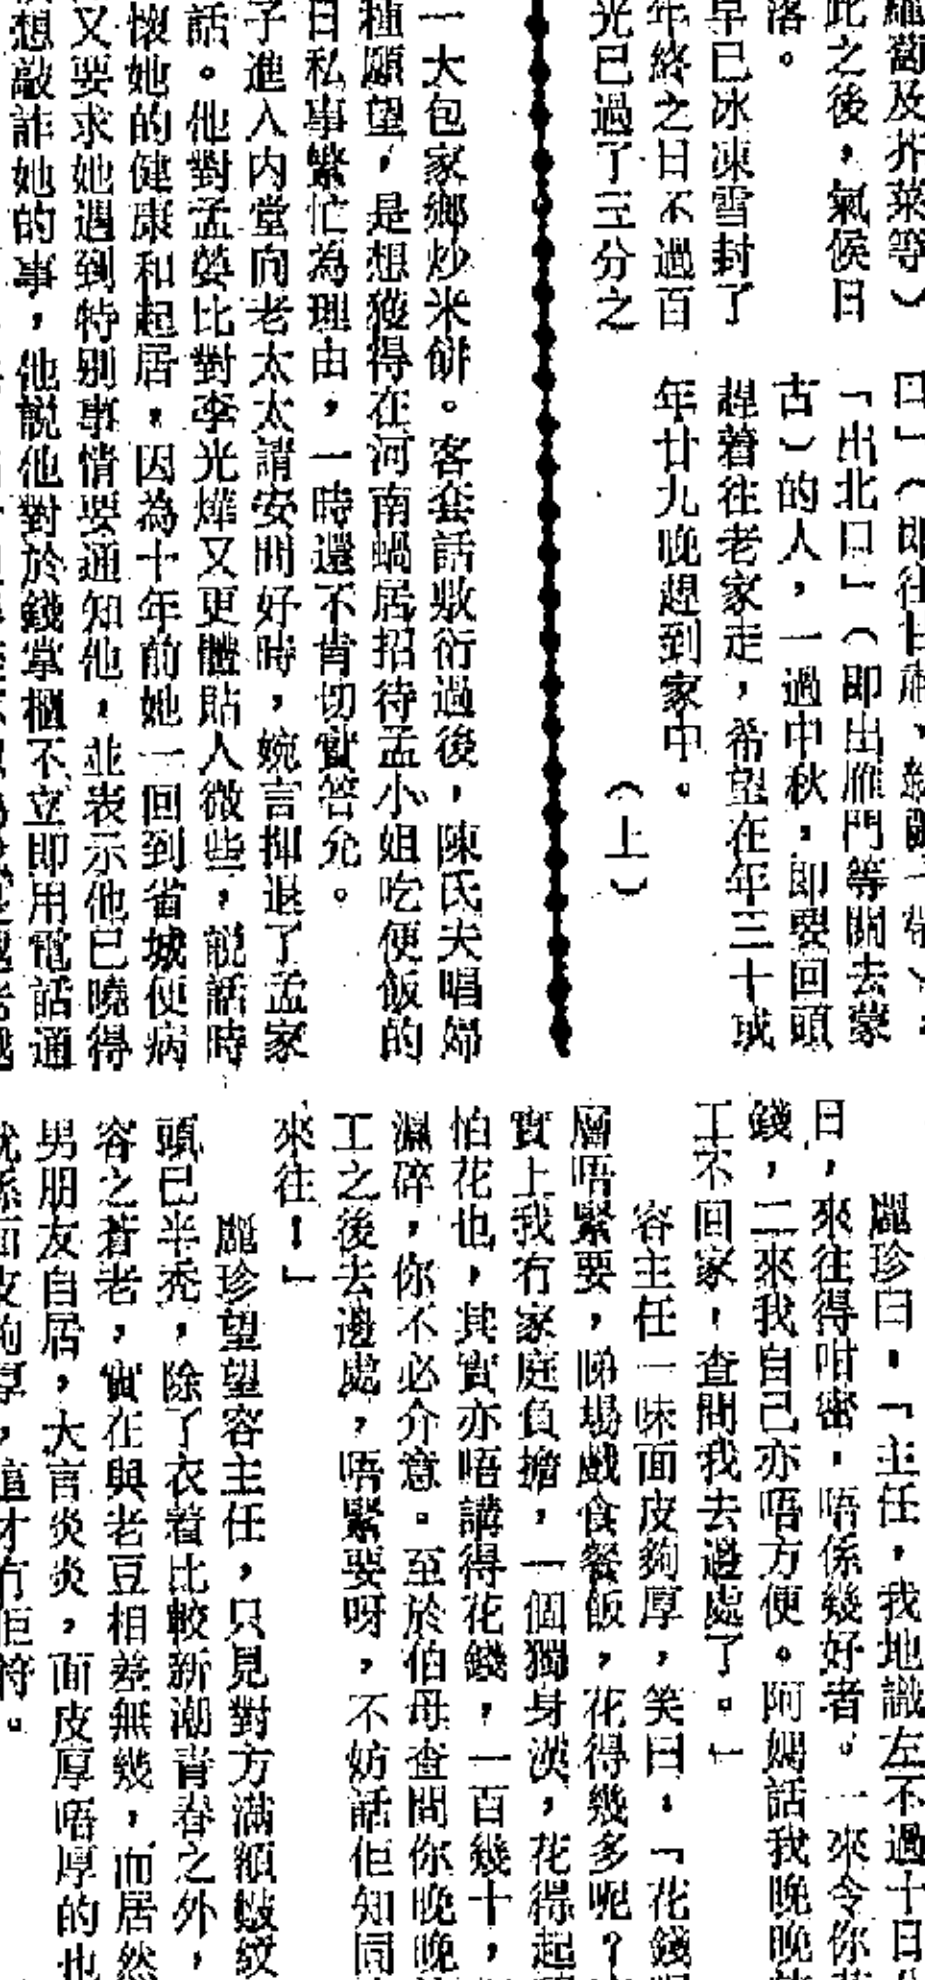 蘿蔔及芥菜等）
此之後，氣候日
落。
早已冰凍雪封了
年終之日不過百
光已過了三分之
「出北口」（即出雁門等關去蒙
古）的人，一過中秋，即要回頭
趕着往老家走，希望在年三十或
年廿九晚趕到家中。
（上）
一大包家鄉炒米餅。客套話敷衍過後，陳氏夫唱婦
種願望，是想獲得在河南蝸居招待孟小姐吃便飯的
日私事繁忙為理由，一時還不肯切實答允。
子進入內堂向老太太請安問好時，婉言摒退了孟家
話。他對孟嫈比對李光燁又更體貼人微些，說話時
懷她的健康和起居，因為十年前她一回到省城便病
又要求她遇到特別事情要通知他，並表示他已曉得
想敲詐她的事，他說他對於錢掌櫃不立即用電話通
麗珍曰：「主任，我地識左不過十日
日，來往得咁密，唔係幾好者。一來令你
錢，二來我自己亦唔方便。阿媽話我晚晚
工不回家，查問我去邊處了。」
容主任一味面皮夠厚，笑曰：「花錢
層唔緊要，睇場戲食餐飯，花得幾多呢？
實上我冇家庭負擔，一個獨身漢，花得起
怕花也，其實亦唔講得花錢，一百幾十，
濕碎，你不必介意。至於伯母查問你晚晚
工之後去邊處，唔緊要呀，不妨話佢知同
來往！」
麗珍望望容主任，只見對方滿額皺紋
頭已半禿，除了衣着比較新潮青春之外，
容之蒼老，實在與老豆相差無幾，而居然
男朋友自居，大言炎炎，面皮厚唔厚的也
係面皮夠厚，這才冇佢符。